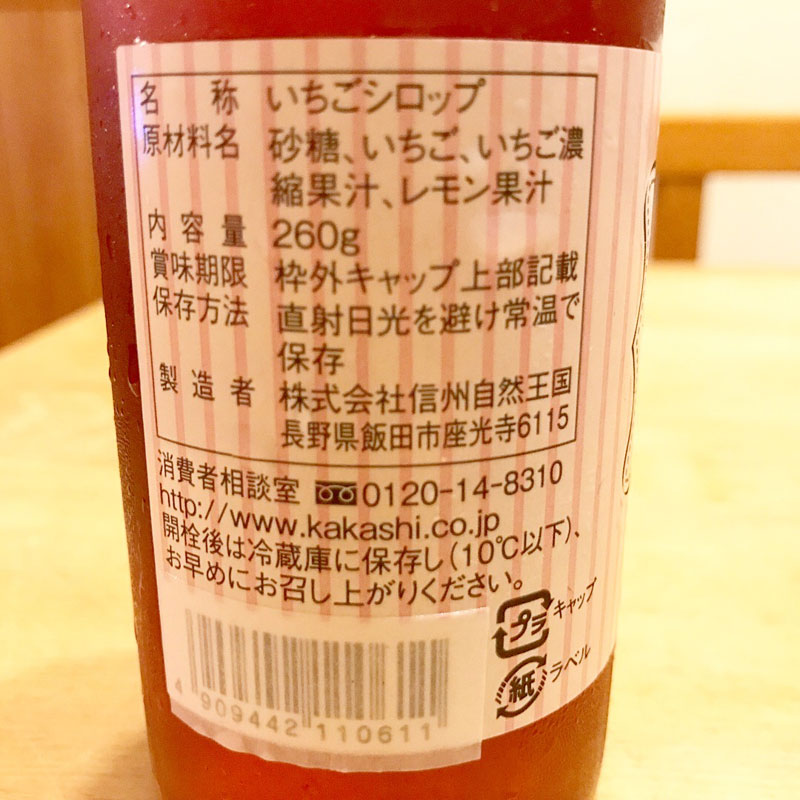 名称 いちごシロップ
原材料名 砂糖、いちご、いちご濃
縮果汁、レモン果汁
内容量 260g
賞味期限 枠外キャップ上部記載
保存方法 直射日光を避け常温で
保存
製造者 株式会社信州自然王国
長野県飯田市座光寺6115
消費者相談室 0120-14-8310
http://www.kakashi.co.jp
開栓後は冷蔵庫に保存し(10℃以下)、
お早めにお召し上がりください。
プラ キャップ
紙 ラベル
4 909442 110611